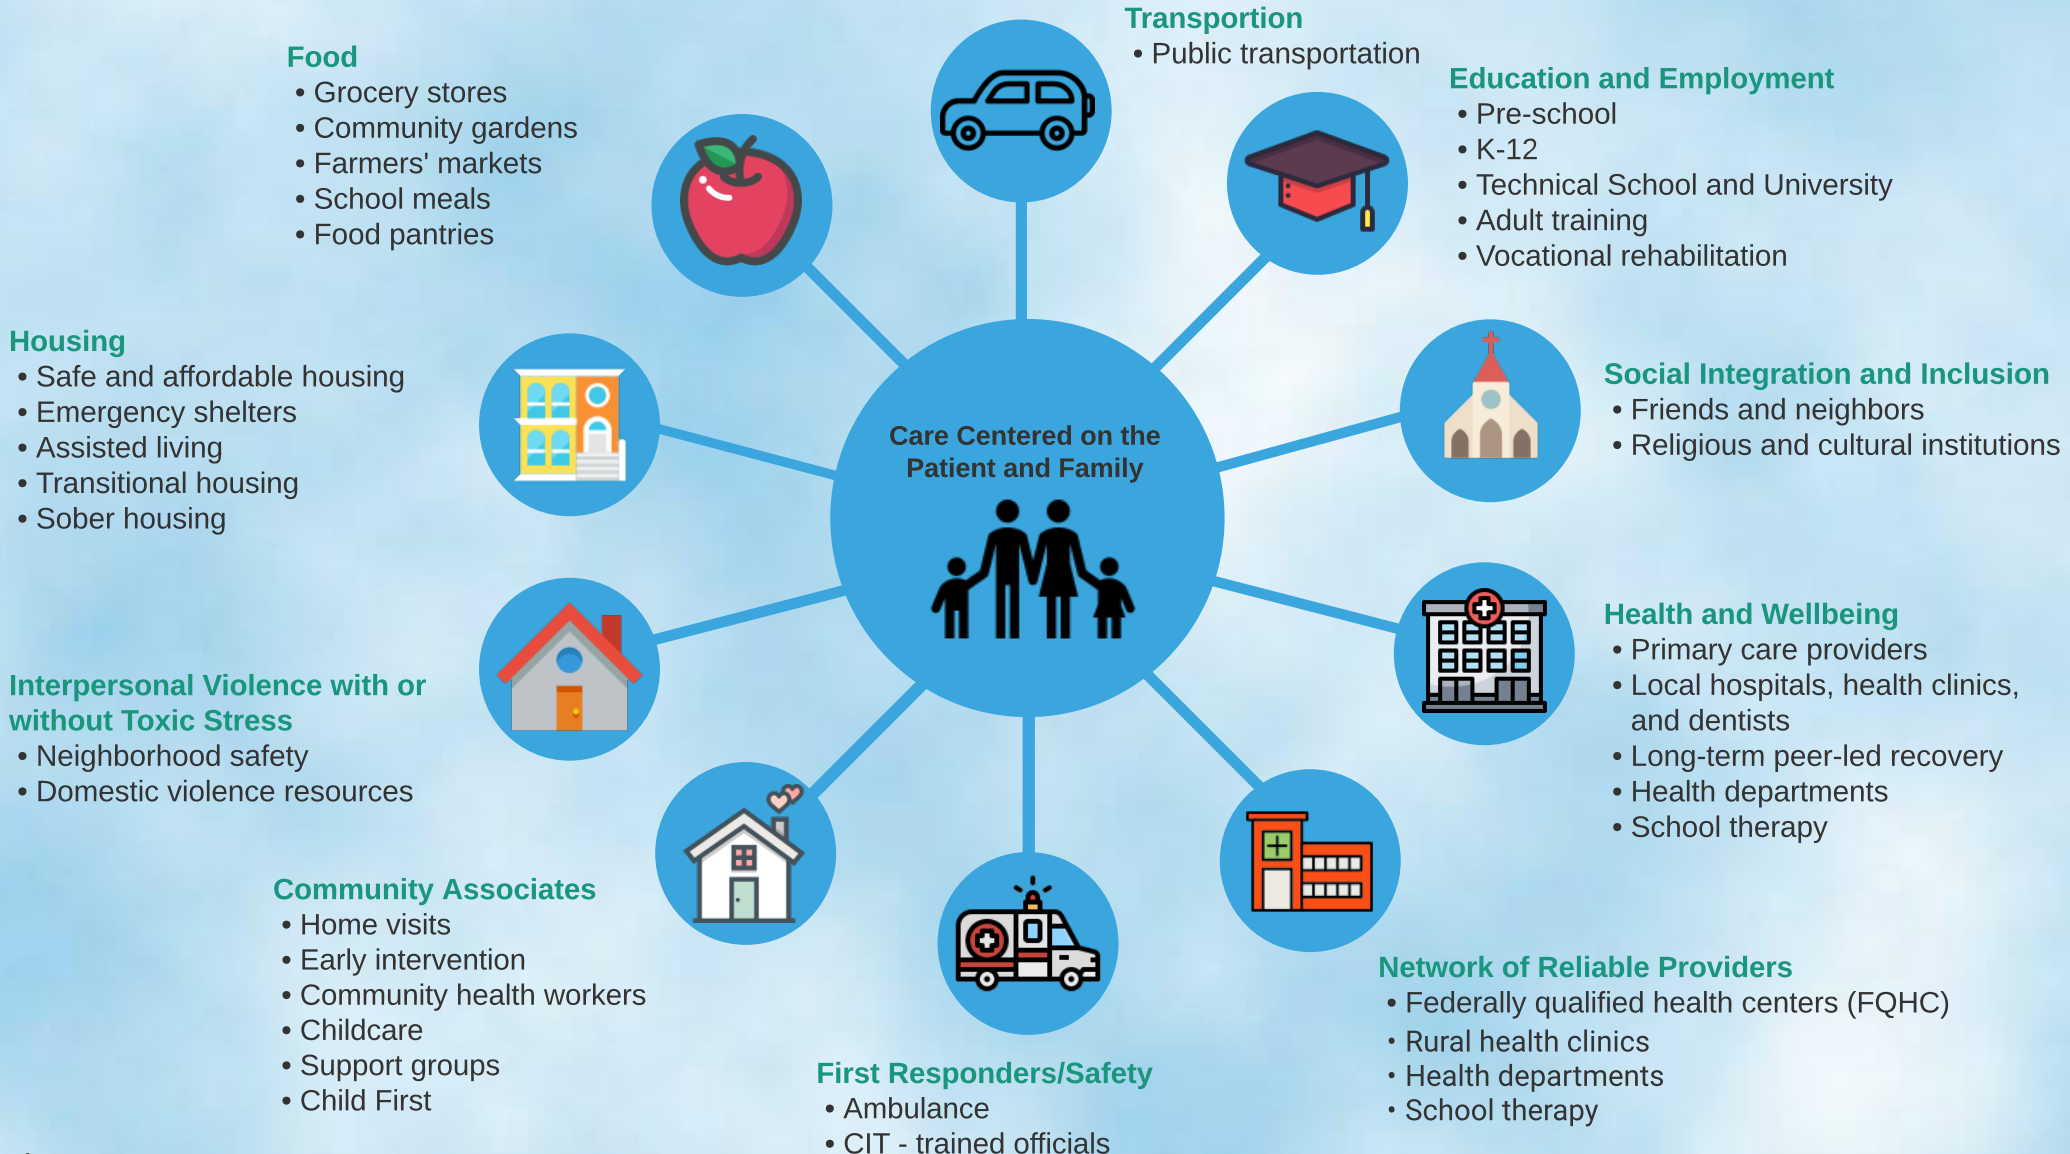 Transportion
• Public transportation
Food
• Grocery stores
• Community gardens
• Farmers' markets
• School meals
• Food pantries
Education and Employment
• Pre-school
• K-12
• Technical School and University
• Adult training
• Vocational rehabilitation
Housing
• Safe and affordable housing
• Emergency shelters
• Assisted living
• Transitional housing
• Sober housing
Social Integration and Inclusion
• Friends and neighbors
• Religious and cultural institutions
Care Centered on the
Patient and Family
Health and Wellbeing
• Primary care providers
• Local hospitals, health clinics,
and dentists
• Long-term peer-led recovery
• Health departments
• School therapy
Interpersonal Violence with or
without Toxic Stress
• Neighborhood safety
• Domestic violence resources
Community Associates
• Home visits
• Early intervention
• Community health workers
• Childcare
• Support groups
• Child First
Network of Reliable Providers
• Federally qualified health centers (FQHC)
• Rural health clinics
• Health departments
• School therapy
First Responders/Safety
• Ambulance
• CIT - trained officials